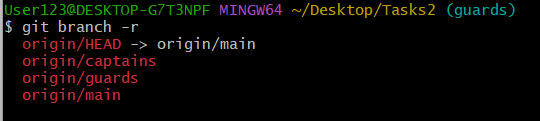 User123@DESKTOP-G7T3NPF MINGW64 ~/Desktop/Tasks2 (guards)
$ git branch -r
  origin/HEAD -> origin/main
  origin/captains
  origin/guards
  origin/main